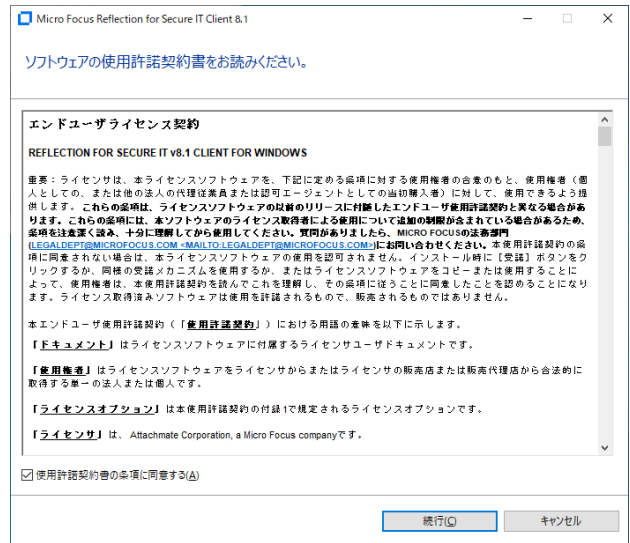 Micro Focus Reflection for Secure IT Client 8.1
ソフトウェアの使用許諾契約書をお読みください。
エンドユーザライセンス契約
REFLECTION FOR SECURE IT v8.1 CLIENT FOR WINDOWS
重要：ライセンサは、本ライセンスソフトウェアを、下記に定める条項に対する使用権者の合意のもと、使用権者（個
人としての、または他の法人の代理従業員または認可エージェントとしての当初購入者）に対して、使用できるよう提
供します。これらの条項は、ライセンスソフトウェアの以前のリリースに付随したエンドユーザ使用許諾契約と異なる場合があ
ります。これらの条項には、本ソフトウェアのライセンス取得者による使用について追加の制限が含まれている場合があるため、
条項を注意深く読み、十分に理解してから使用してください。質問がありましたら、MICRO FOCUSの法務部門
(LEGALDEPT@MICROFOCUS.COM <MAILTO:LEGALDEPT@MICROFOCUS.COM>)にお問い合わせください。本使用許諾契約の条
項に同意されない場合は、本ライセンスソフトウェアの使用を認可されません。インストール時に［受諾］ボタンをク
リックするか、同様の受諾メカニズムを使用するか、またはライセンスソフトウェアをコピーまたは使用することに
よって、使用権者は、本使用許諾契約を読んでこれを理解し、その条項に従うことに同意したことを認めることになり
ます。ライセンス取得済みソフトウェアは使用を許諾されるもので、販売されるものではありません。
本エンドユーザ使用許諾契約（「使用許諾契約」）における用語の意味を以下に示します。
「ドキュメント」はライセンスソフトウェアに付属するライセンサユーザドキュメントです。
「使用権者」はライセンスソフトウェアをライセンサからまたはライセンサの販売店または販売代理店から合法的に
取得する単一の法人または個人です。
「ライセンスオプション」は本使用許諾契約の付録1で規定されるライセンスオプションです。
「ライセンサ」は、Attachmate Corporation, a Micro Focus companyです。
使用許諾契約書の条項に同意する(A)
続行(C)
キャンセル